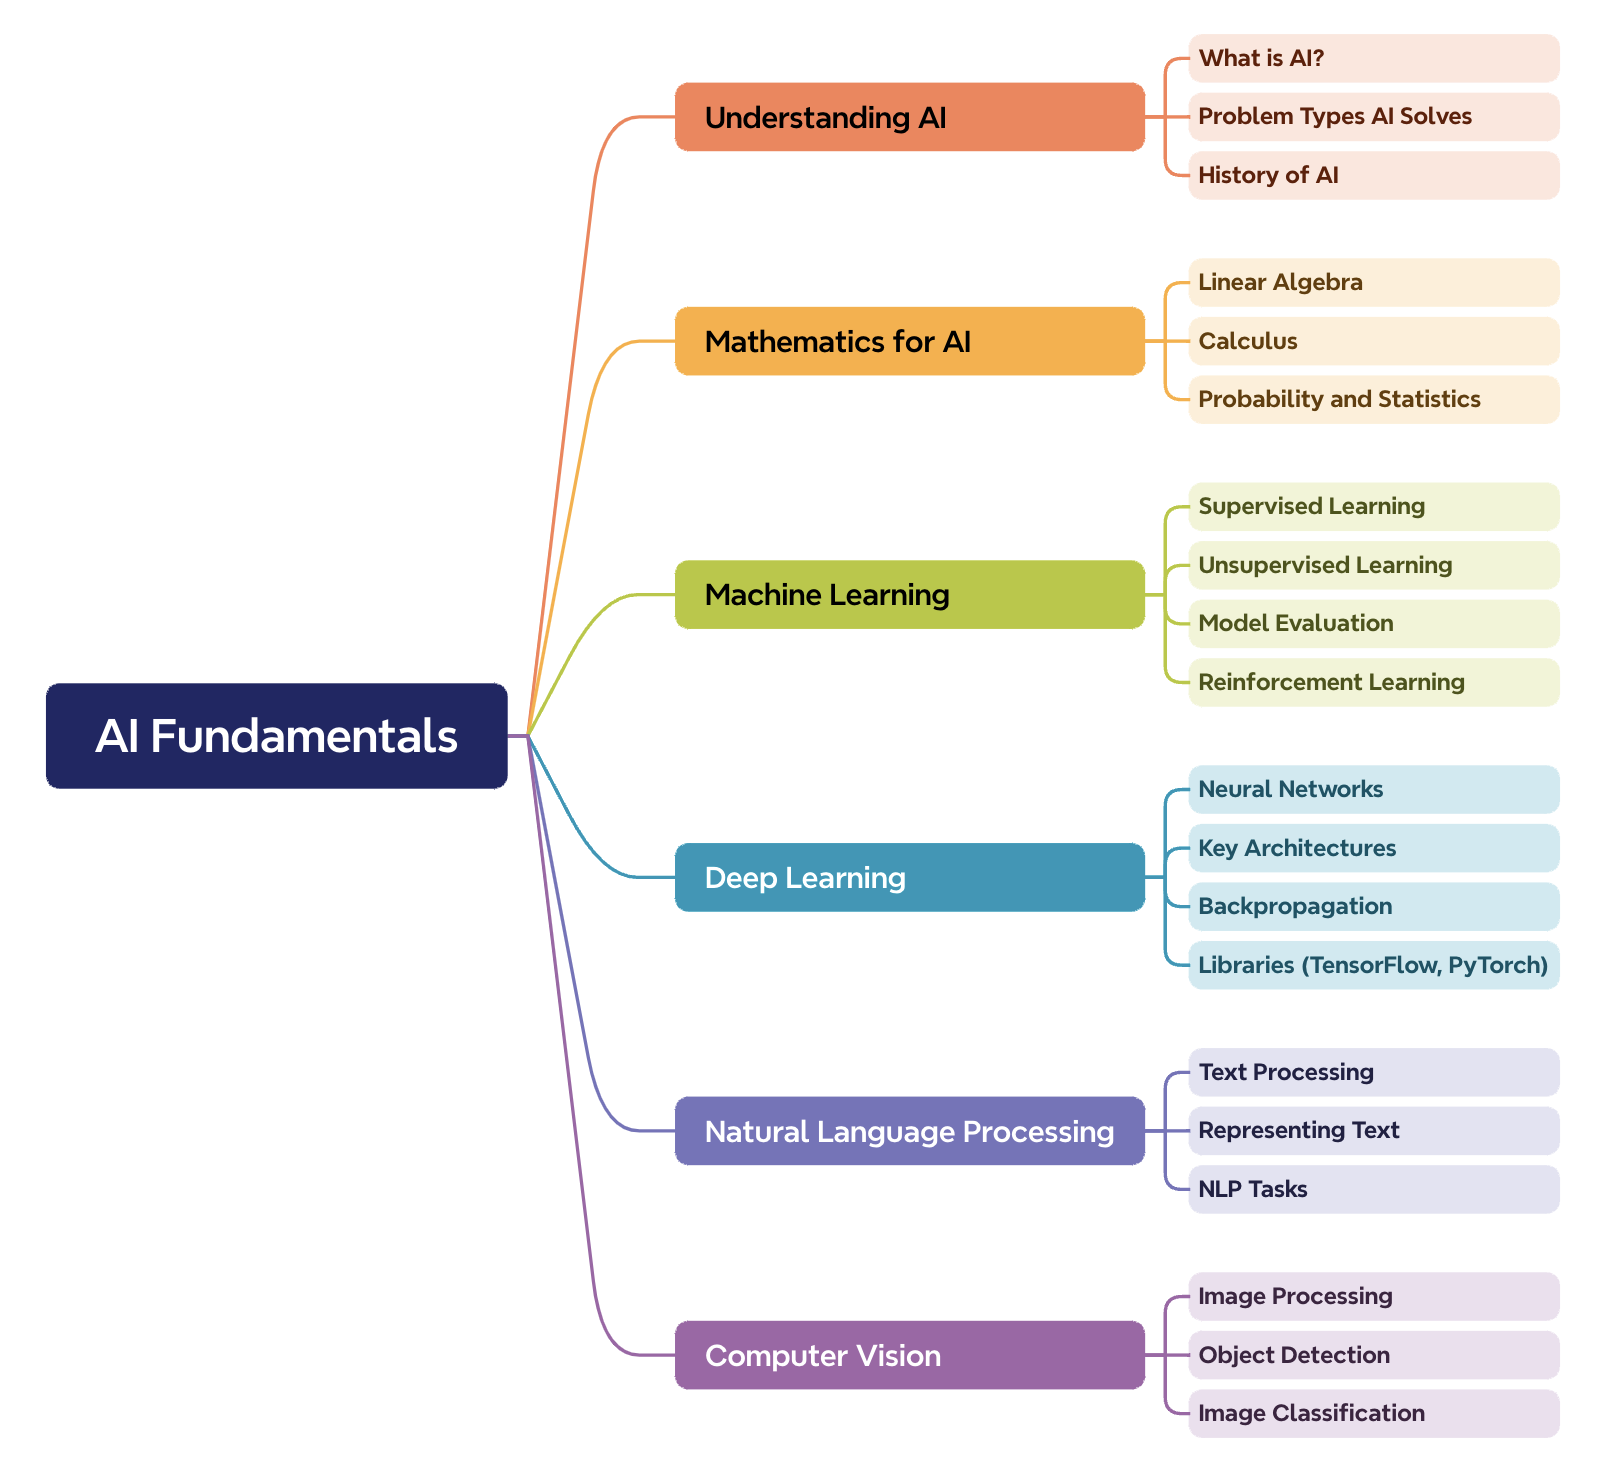 AI Fundamentals
Understanding AI
What is AI?
Problem Types AI Solves
History of AI
Mathematics for AI
Linear Algebra
Calculus
Probability and Statistics
Machine Learning
Supervised Learning
Unsupervised Learning
Model Evaluation
Reinforcement Learning
Deep Learning
Neural Networks
Key Architectures
Backpropagation
Libraries (TensorFlow, PyTorch)
Natural Language Processing
Text Processing
Representing Text
NLP Tasks
Computer Vision
Image Processing
Object Detection
Image Classification